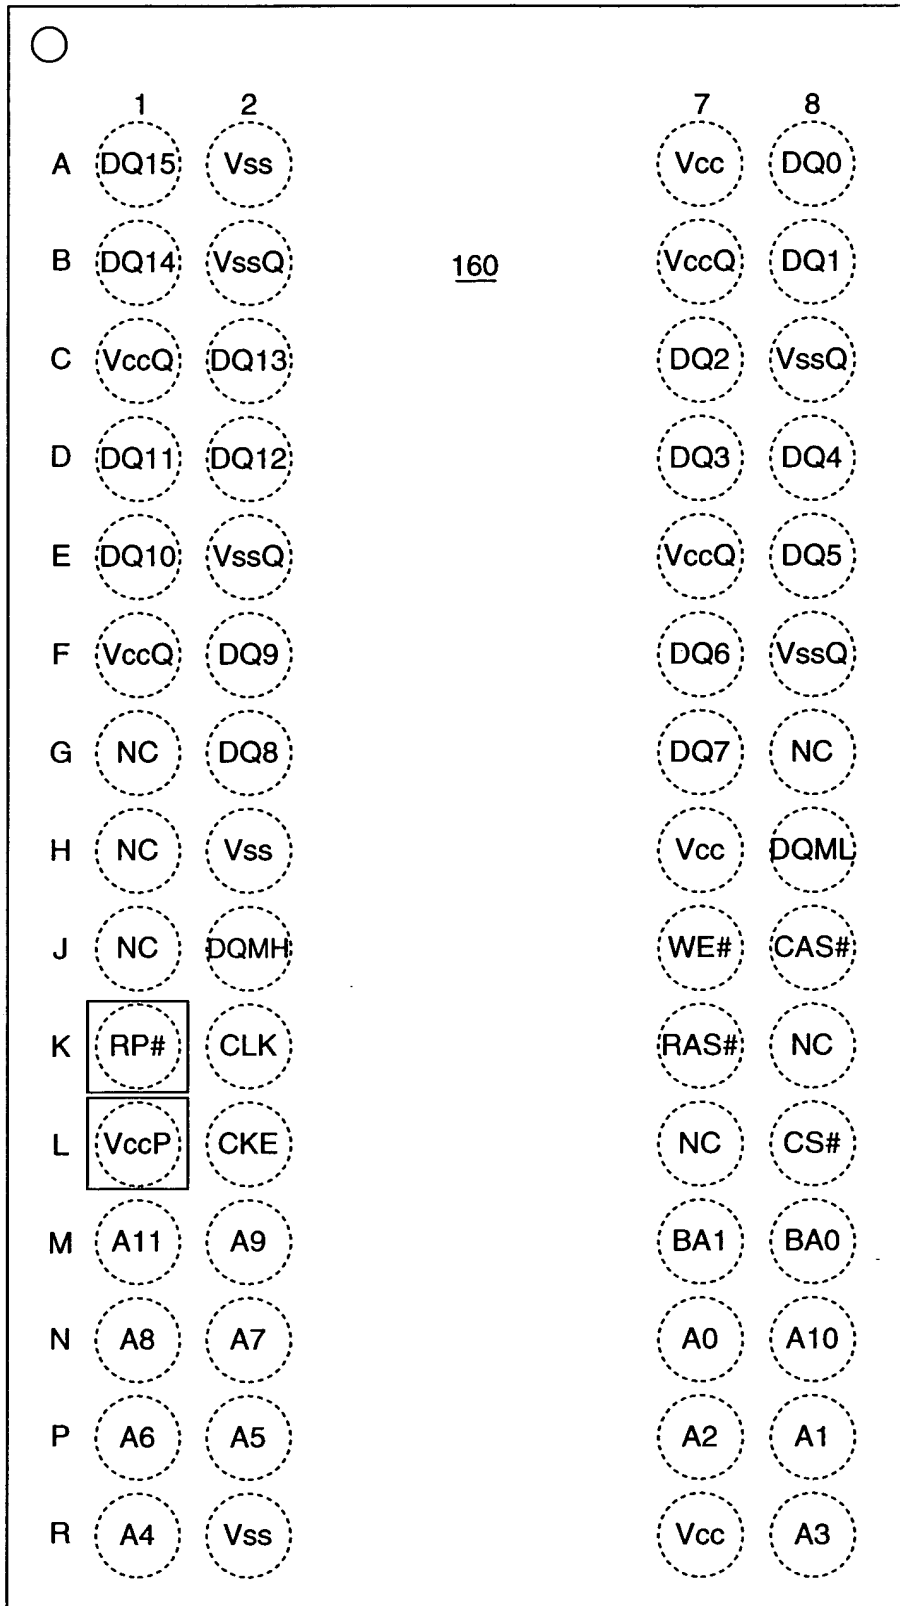 1 2 7 8
A DQ15 Vss Vcc DQ0
B DQ14 VssQ 160 VccQ DQ1
C VccQ DQ13 DQ2 VssQ
D DQ11 DQ12 DQ3 DQ4
E DQ10 VssQ VccQ DQ5
F VccQ DQ9 DQ6 VssQ
G NC DQ8 DQ7 NC
H NC Vss Vcc DQML
J NC DQMH WE# CAS#
K RP# CLK RAS# NC
L VccP CKE NC CS#
M A11 A9 BA1 BA0
N A8 A7 A0 A10
P A6 A5 A2 A1
R A4 Vss Vcc A3